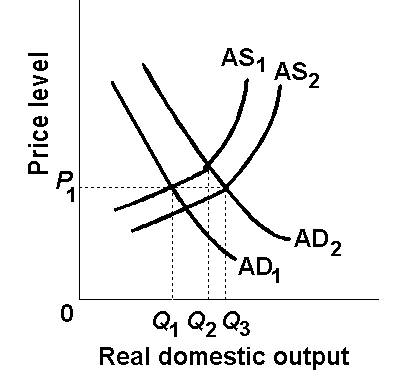 AS1
AS2
Price level
P1
AD2
AD1
0
Q1 Q2 Q3
Real domestic output